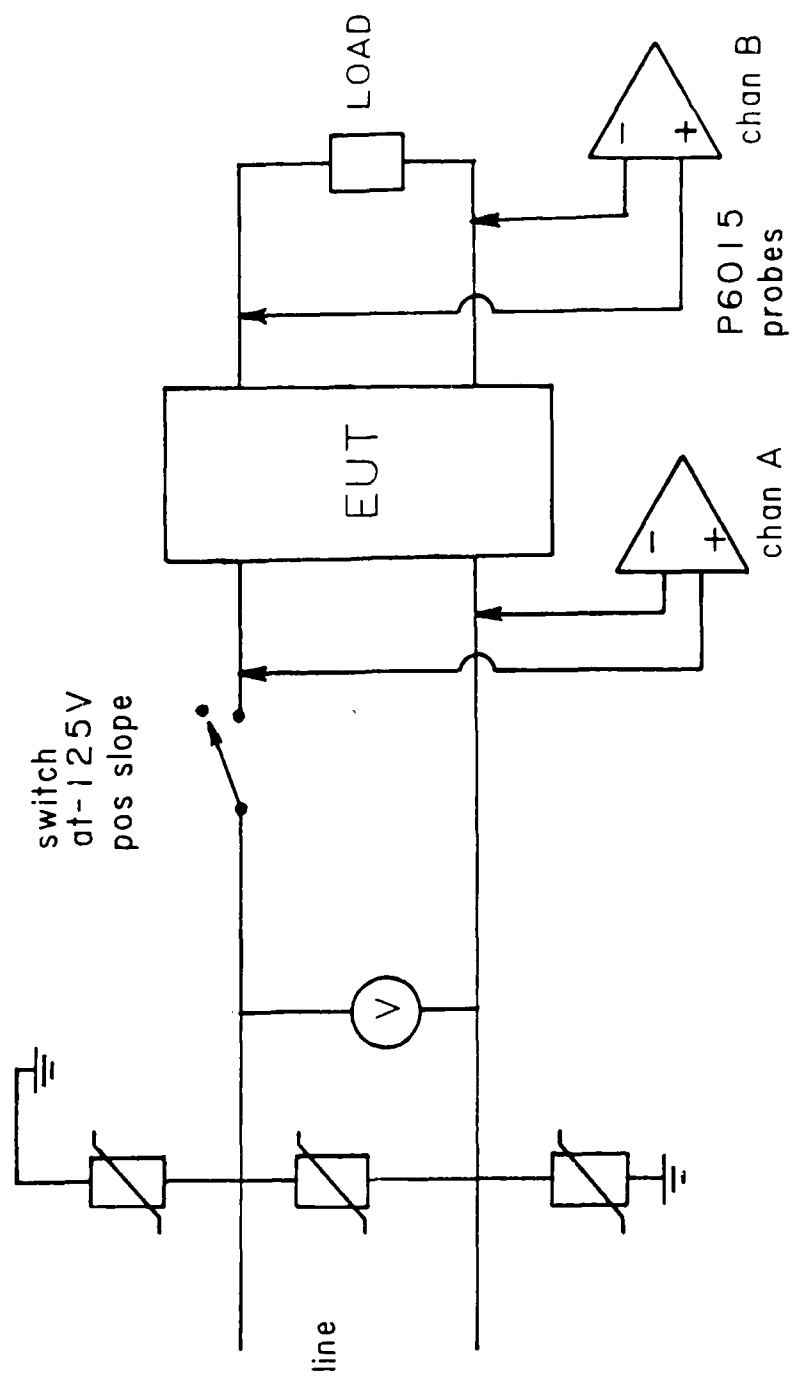 line
V
switch
at-125V
pos slope
EUT
LOAD
-
+
chan A
-
+
chan B
P6015
probes